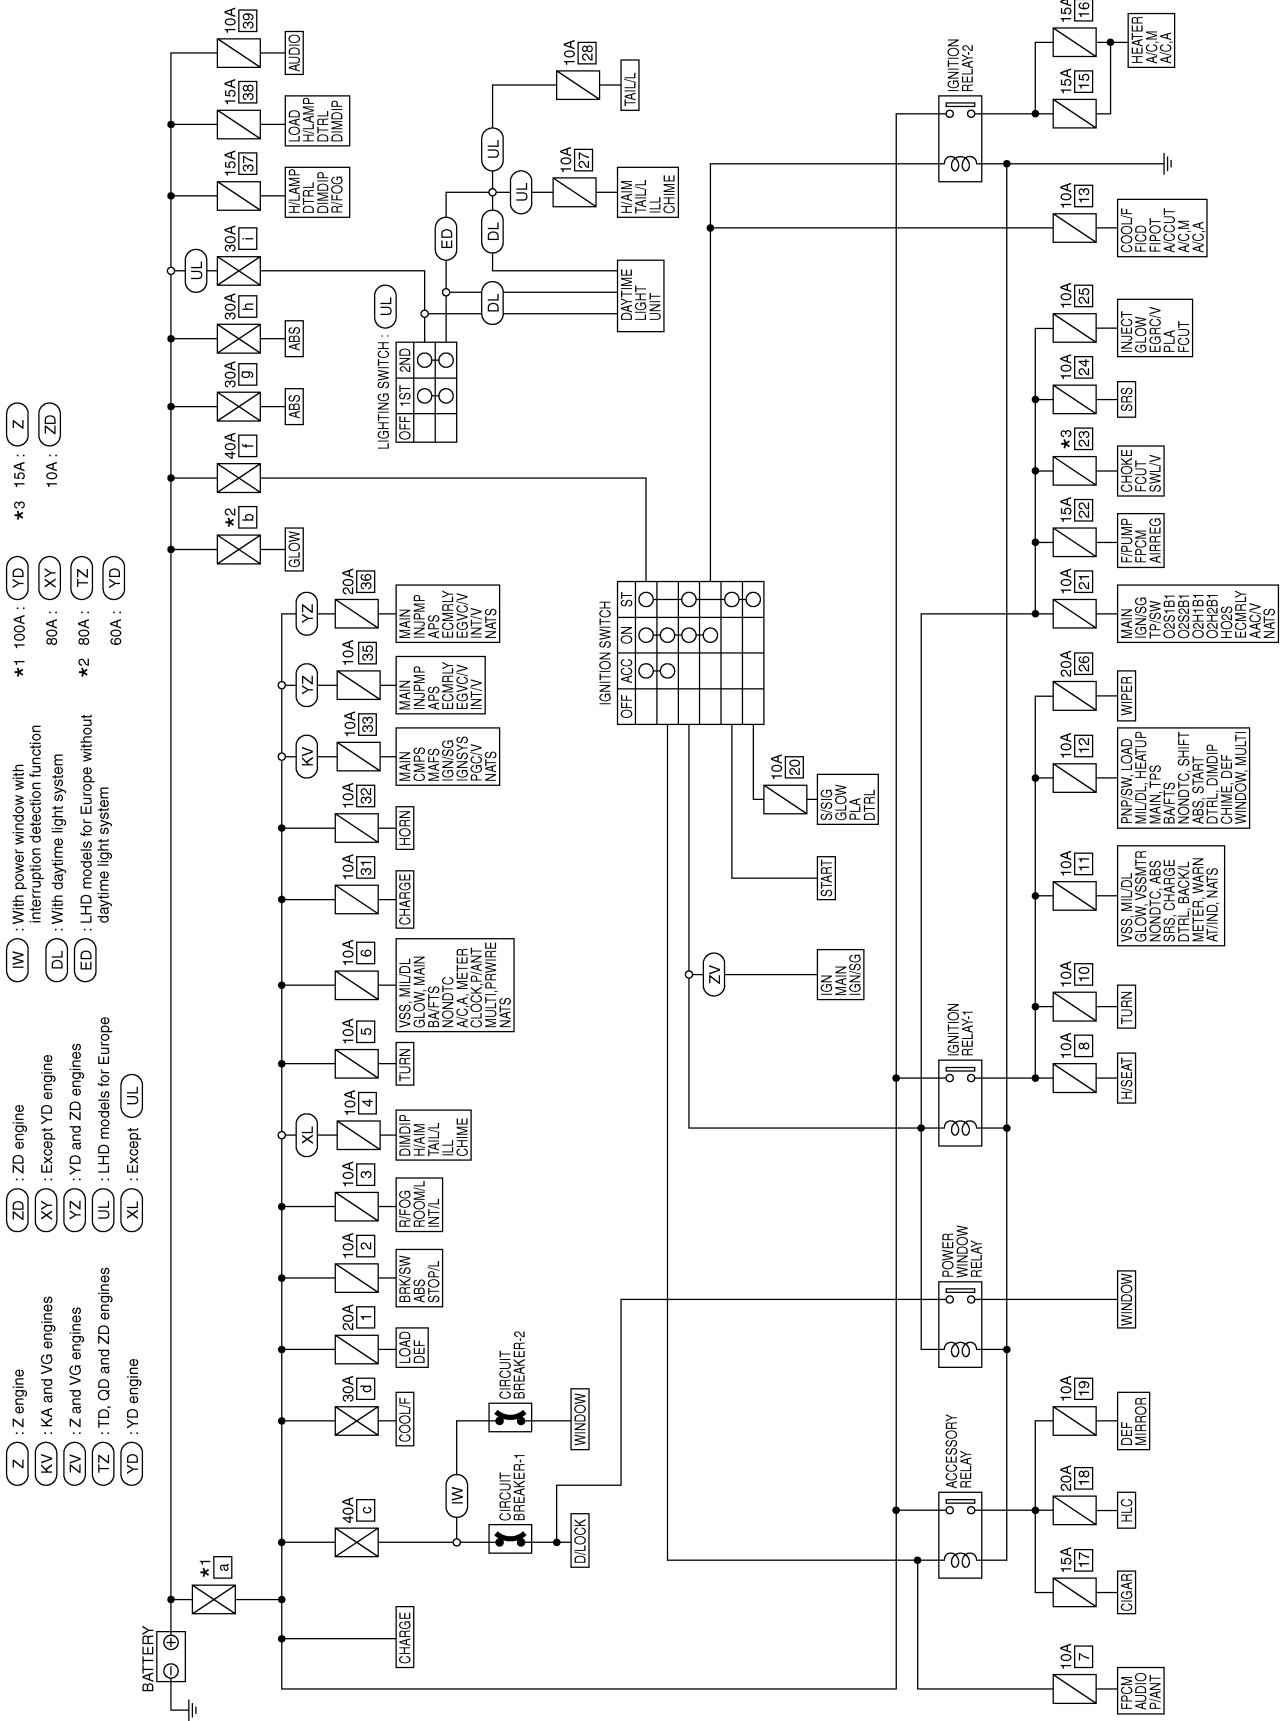 Z : Z engine
KV : KA and VG engines
ZV : Z and VG engines
TZ : TD, QD and ZD engines
YD : YD engine
ZD : ZD engine
XY : Except YD engine
YZ : YD and ZD engines
UL : LHD models for Europe
XL : Except UL
IW : With power window with
interruption detection function
DL : With daytime light system
ED : LHD models for Europe without
daytime light system
*1 100A : YD
80A : XY
*2 80A : TZ
60A : YD
*3 15A : Z
10A : ZD
BATTERY
*1
a
*2
b
GLOW
40A
f
30A
g
ABS
30A
h
ABS
UL
30A
i
15A
37
H/LAMP
DTRL
DIMDIP
R/FOG
15A
38
LOAD
H/LAMP
DTRL
DIMDIP
10A
39
AUDIO
CHARGE
40A
c
IW
CIRCUIT
BREAKER-1
D/LOCK
CIRCUIT
BREAKER-2
WINDOW
30A
d
COOL/F
20A
1
LOAD
DEF
10A
2
BRK/SW
ABS
STOP/L
10A
3
R/FOG
ROOM/L
INT/L
XL
10A
4
DIMDIP
H/AIM
TAIL/L
ILL
CHIME
10A
5
TURN
10A
6
VSS, MIL/DL
GLOW, MAIN
BA/FTS
NONDTC
A/C,A, METER
CLOCK,P/ANT
MULTI,PRWIRE
NATS
10A
31
CHARGE
10A
32
HORN
KV
10A
33
MAIN
CMPS
MAFS
IGN/SG
IGNSYS
PGC/V
NATS
YZ
10A
35
MAIN
INJPMP
APS
ECMRLY
EGVC/V
INT/V
YZ
20A
36
MAIN
INJPMP
APS
ECMRLY
EGVC/V
INT/V
NATS
LIGHTING SWITCH : UL
OFF 1ST 2ND
ED
DL
DL
DAYTIME
LIGHT
UNIT
UL
UL
10A
27
H/AIM
TAIL/L
ILL
CHIME
10A
28
TAIL/L
IGNITION SWITCH
OFF ACC ON ST
ZV
IGN
MAIN
IGN/SG
START
10A
20
S/SIG
GLOW
PLA
DTRL
ACCESSORY
RELAY
POWER
WINDOW
RELAY
IGNITION
RELAY-1
IGNITION
RELAY-2
10A
7
FPCM
AUDIO
P/ANT
15A
17
CIGAR
20A
18
HLC
10A
19
DEF
MIRROR
WINDOW
10A
8
H/SEAT
10A
10
TURN
10A
11
VSS, MIL/DL
GLOW, VSSMTR
NONDTC, ABS
SRS, CHARGE
DTRL, BACK/L
METER, WARN
AT/IND, NATS
10A
12
PNP/SW, LOAD
MIL/DL, HEATUP
MAIN, TPS
BA/FTS
NONDTC, SHIFT
ABS, START
DTRL, DIMDIP
CHIME, DEF
WINDOW, MULTI
20A
26
WIPER
10A
21
MAIN
IGN/SG
TP/SW
O2S1B1
O2S2B1
O2H1B1
O2H2B1
HO2S
ECMRLY
AAC/V
NATS
15A
22
F/PUMP
FPCM
AIRREG
*3
23
CHOKE
FCUT
SWL/V
10A
24
SRS
10A
25
INJECT
GLOW
EGRC/V
PLA
FCUT
10A
13
COOL/F
FICD
FIPOT
A/CCUT
A/C,M
A/C,A
15A
15
15A
16
HEATER
A/C,M
A/C,A